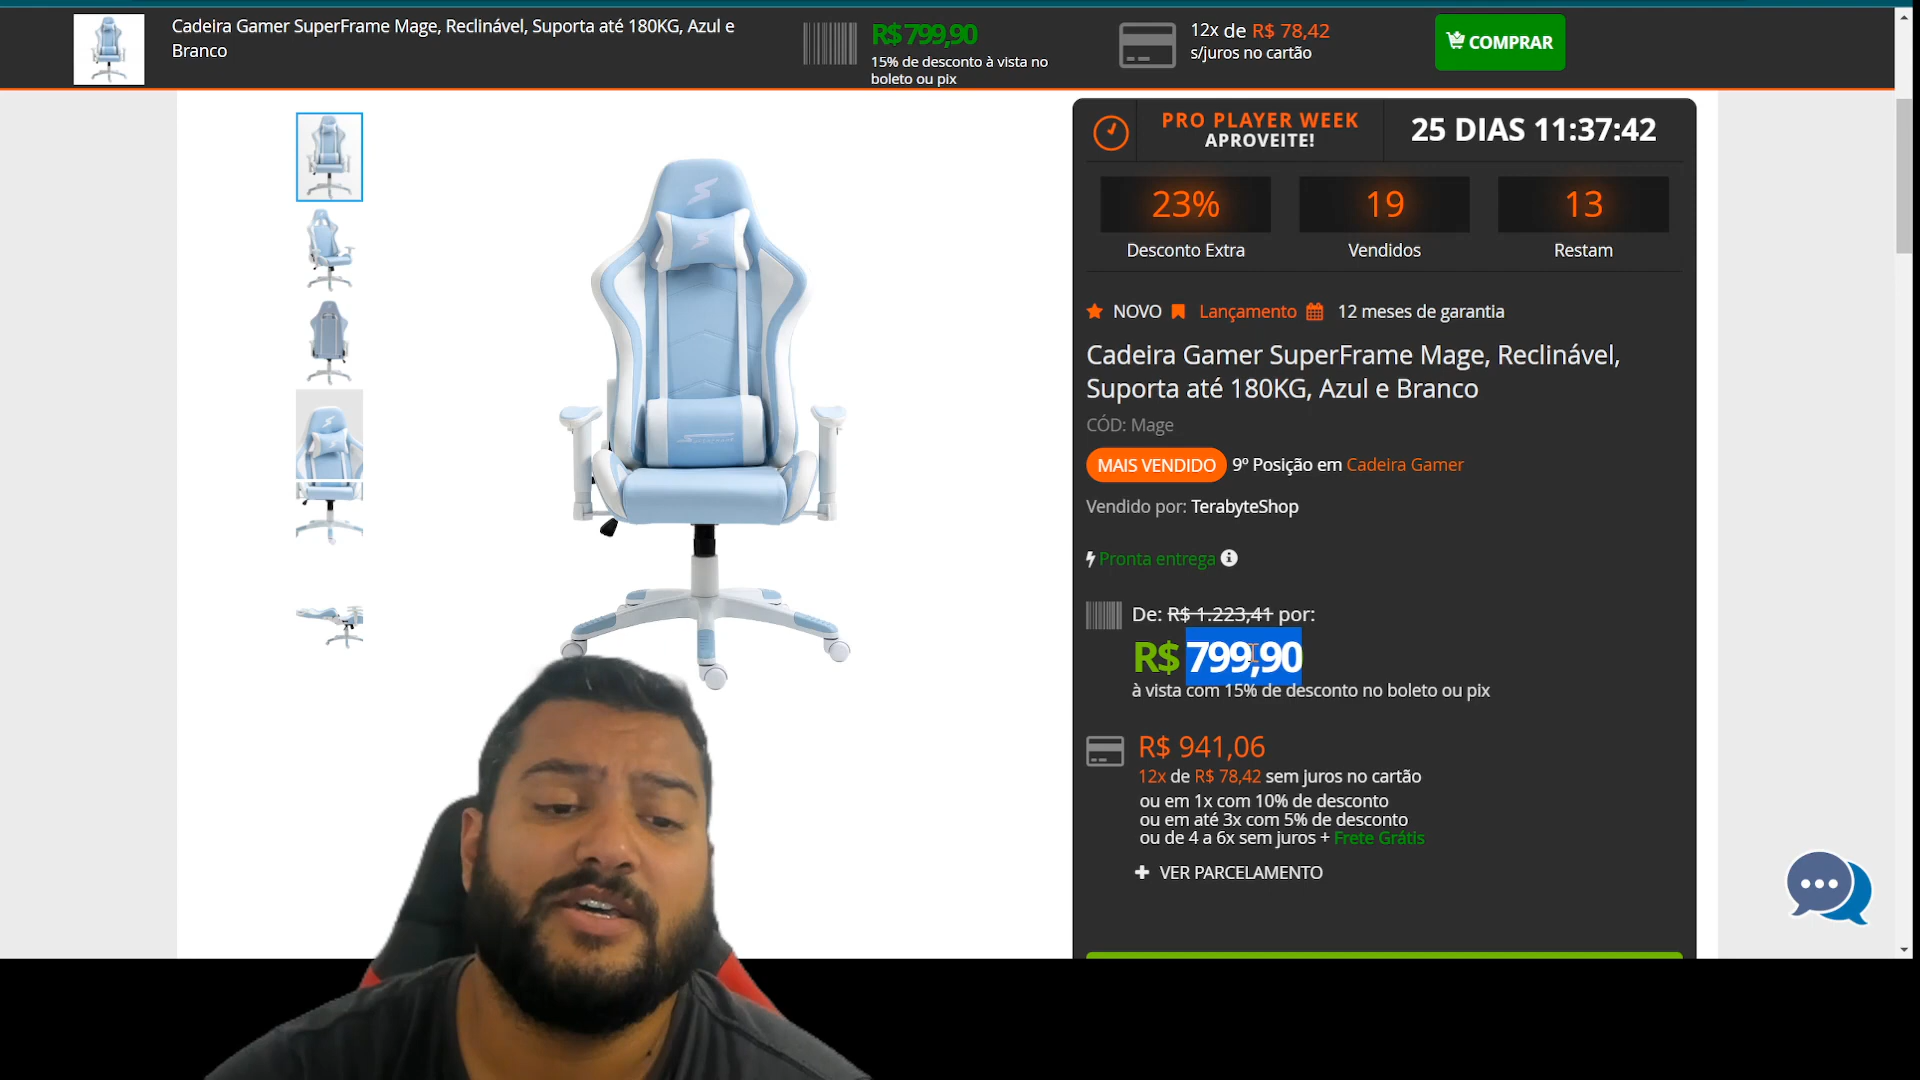 Cadeira Gamer SuperFrame Mage, Reclinável, Suporta até 180KG, Azul e
Branco
R$ 799,90
15% de desconto à vista no
boleto ou pix
12x de R$ 78,42
s/juros no cartão
COMPRAR
PRO PLAYER WEEK
APROVEITE!
25 DIAS 11:37:42
23%
19
13
Desconto Extra
Vendidos
Restam
NOVO Lançamento 12 meses de garantia
Cadeira Gamer SuperFrame Mage, Reclinável,
Suporta até 180KG, Azul e Branco
CÓD: Mage
MAIS VENDIDO 9º Posição em Cadeira Gamer
Vendido por: TerabyteShop
Pronta entrega
De: R$ 1.223,41 por:
R$ 799,90
à vista com 15% de desconto no boleto ou pix
R$ 941,06
12x de R$ 78,42 sem juros no cartão
ou em 1x com 10% de desconto
ou em até 3x com 5% de desconto
ou de 4 a 6x sem juros + Frete Grátis
VER PARCELAMENTO